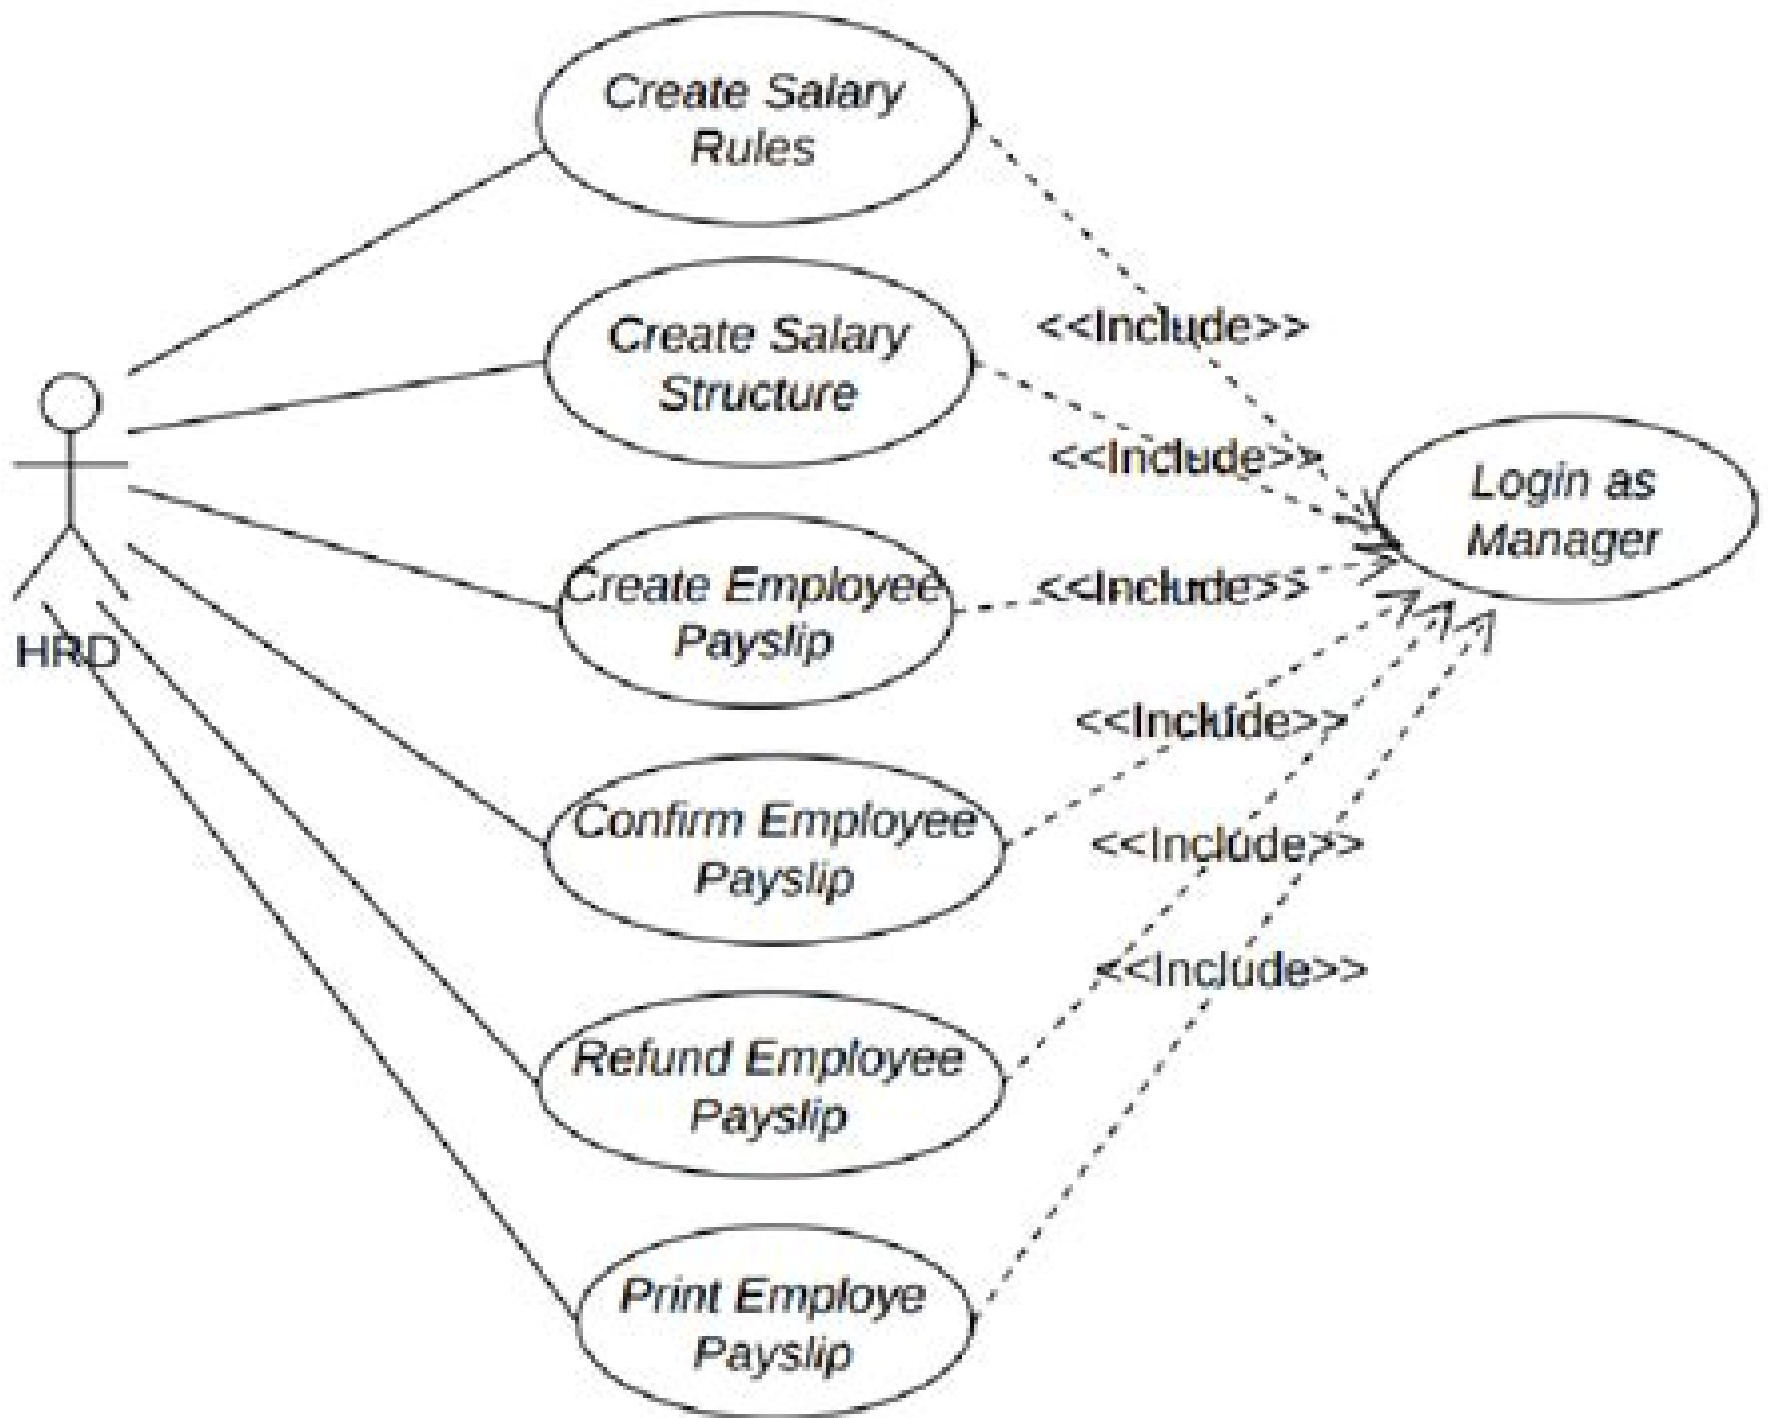 Create Salary
Rules
<<Include>>
Create Salary
Structure
<<Include>>
Login as
Manager
Create Employee
Payslip
<<Include>>
HRD
<<Include>>
Confirm Employee
Payslip
<<Include>>
<<Include>>
Refund Employee
Payslip
Print Employe
Payslip